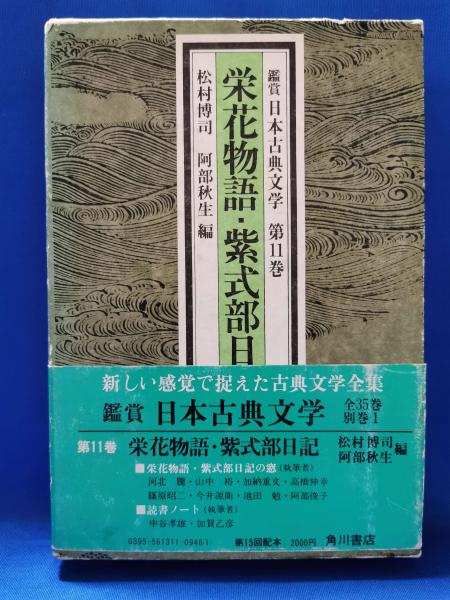 鑑賞 日本古典文学 第11巻
栄花物語・紫式部日
松村博司 阿部秋生 編
新しい感覚で捉えた古典文学全集
鑑賞 日本古典文学 全35巻 別巻1
第11巻 栄花物語・紫式部日記 松村博司 阿部秋生 編
■栄花物語・紫式部日記の窓(執筆者)
河北 騰・山中 裕・加納重文・高橋伸幸
篠原昭二・今井源衛・池田 勉・阿部俊子
■読書ノート(執筆者)
中谷孝雄・加賀乙彦
0395-561311-0946(1) 第15回配本 2000円 角川書店